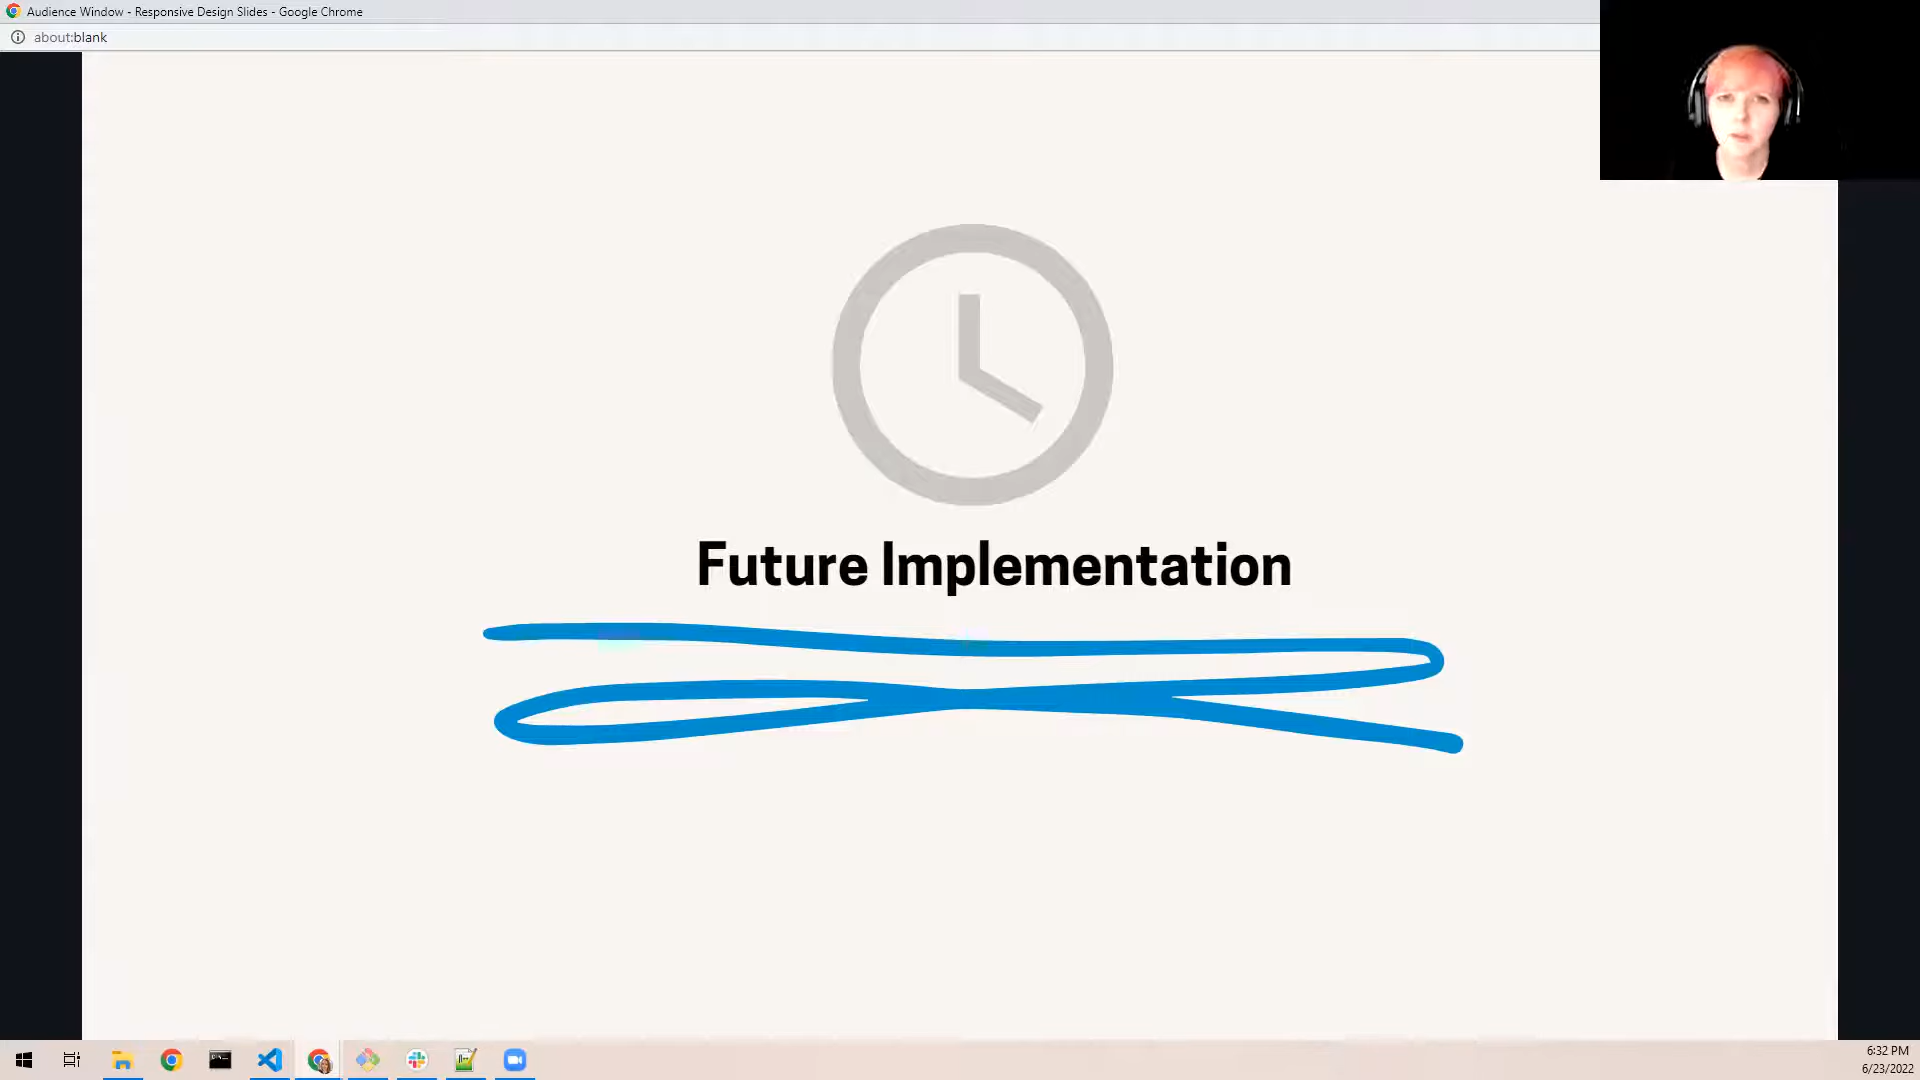 Audience Window - Responsive Design Slides - Google Chrome
about:blank
Future Implementation
6:32 PM
6/23/2022